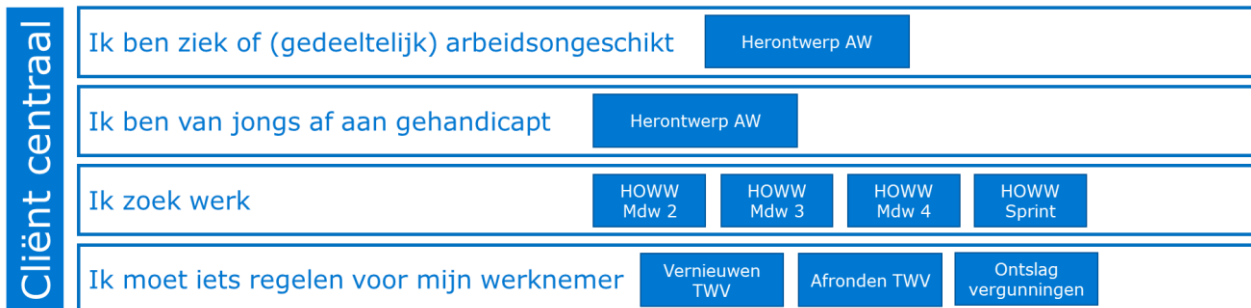 Cliënt centraal
Ik ben ziek of (gedeeltelijk) arbeidsongeschikt
Herontwerp AW
Ik ben van jongs af aan gehandicapt
Herontwerp AW
Ik zoek werk
HOWW
Mdw 2
HOWW
Mdw 3
HOWW
Mdw 4
HOWW
Sprint
Ik moet iets regelen voor mijn werknemer
Vernieuwen
TWV
Afronden TWV
Ontslag
vergunningen